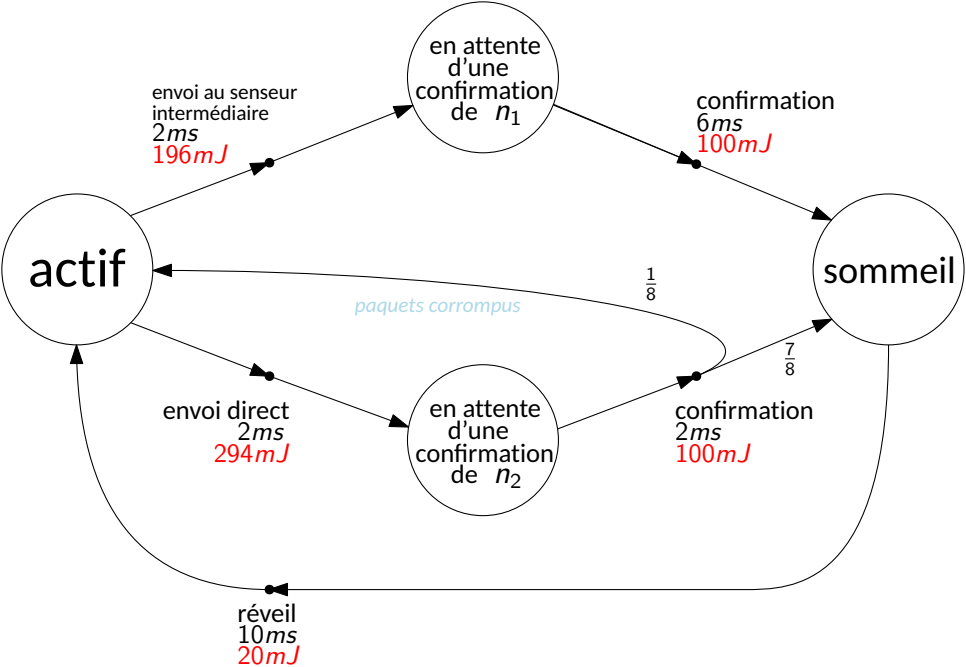 en attente
d'une
confirmation
de n₁
envoi au senseur
intermédiaire
2ms
196mJ
confirmation
6ms
100mJ
actif
sommeil
1/8
paquets corrompus
7/8
envoi direct
2ms
294mJ
en attente
d'une
confirmation
de n₂
confirmation
2ms
100mJ
réveil
10ms
20mJ